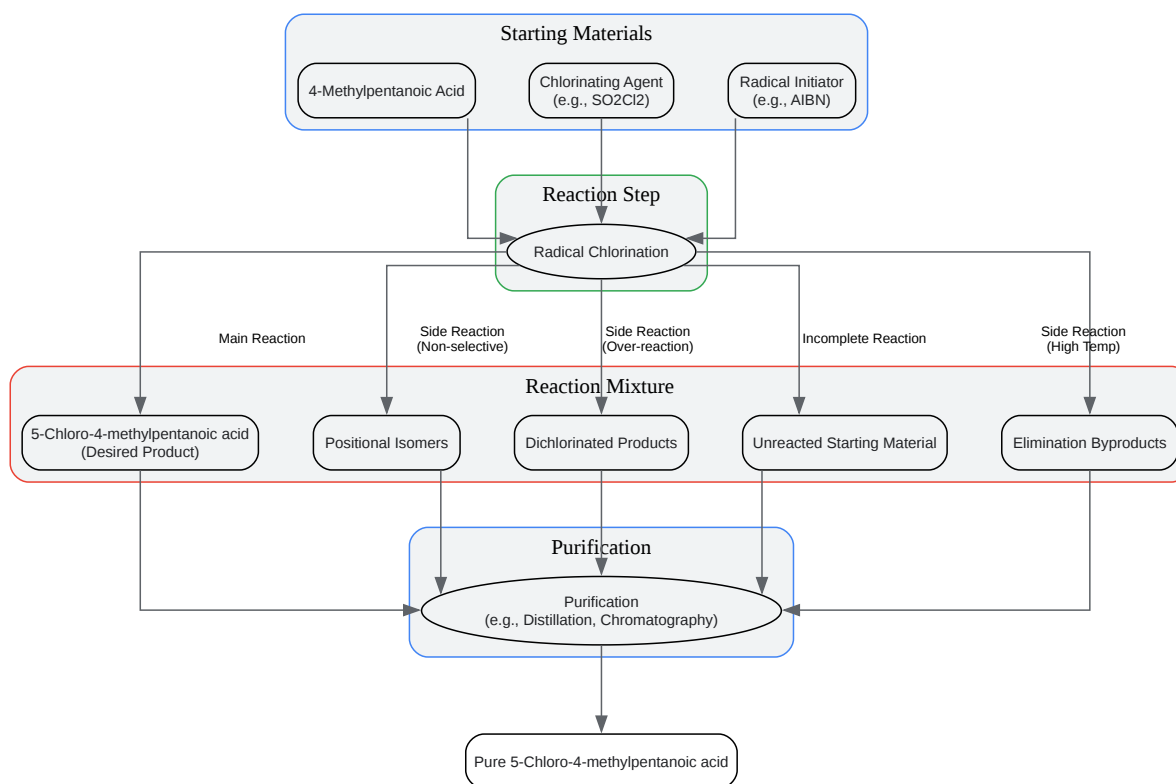 Starting Materials
4-Methylpentanoic Acid
Chlorinating Agent
(e.g., SO2Cl2)
Radical Initiator
(e.g., AIBN)
Reaction Step
Radical Chlorination
Main Reaction
Side Reaction
(Non-selective)
Side Reaction
(Over-reaction)
Incomplete Reaction
Side Reaction
(High Temp)
Reaction Mixture
5-Chloro-4-methylpentanoic acid
(Desired Product)
Positional Isomers
Dichlorinated Products
Unreacted Starting Material
Elimination Byproducts
Purification
Purification
(e.g., Distillation, Chromatography)
Pure 5-Chloro-4-methylpentanoic acid